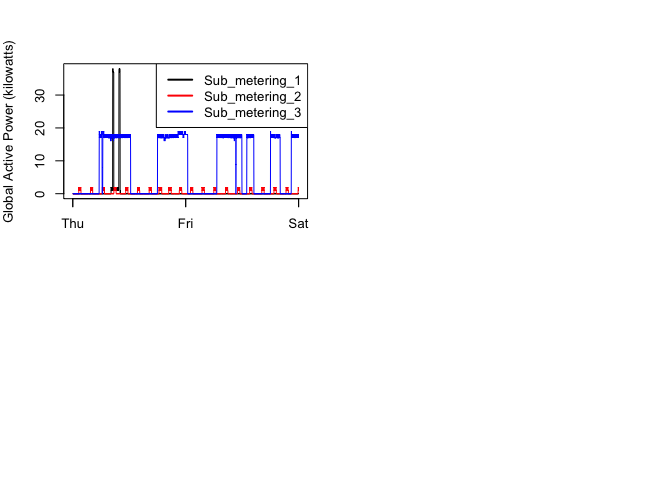 Global Active Power (kilowatts)
30
20
10
0
Sub_metering_1
Sub_metering_2
Sub_metering_3
Thu
Fri
Sat